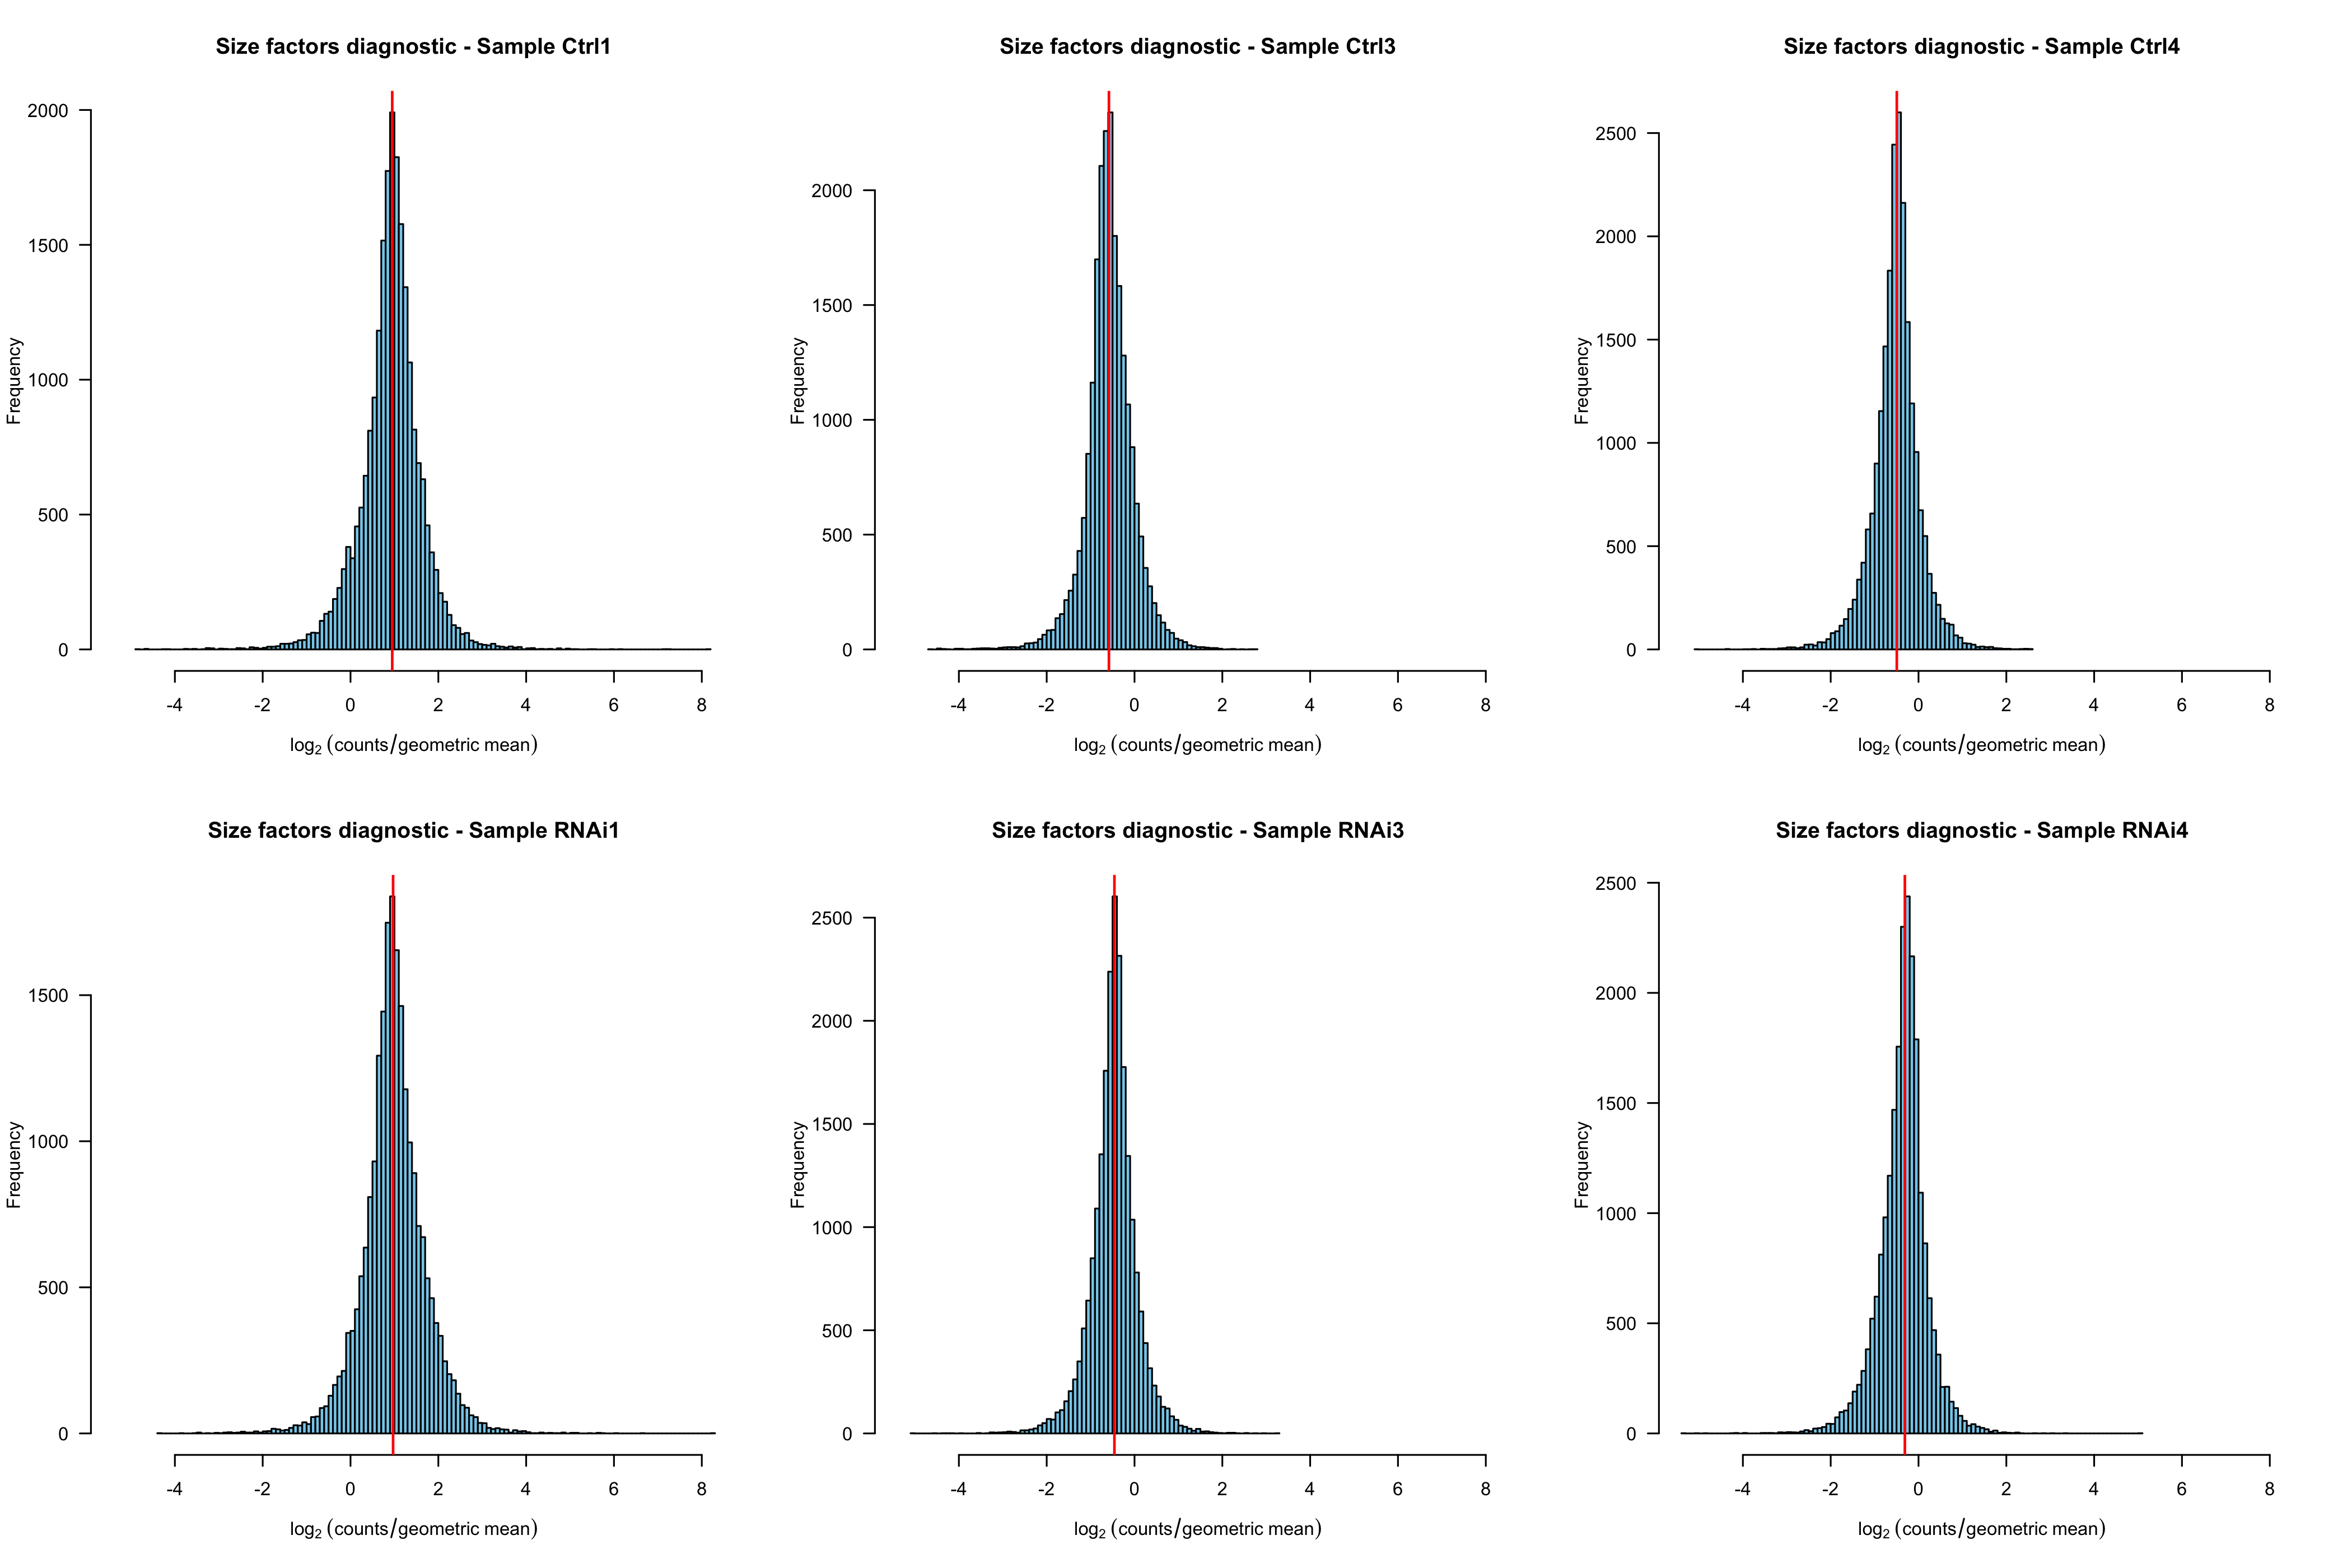 Size factors diagnostic - Sample Ctrl1
Frequency
2000
1500
1000
500
0
-4 -2 0 2 4 6 8
log2 (counts/geometric mean)
Size factors diagnostic - Sample Ctrl3
Frequency
2000
1500
1000
500
0
-4 -2 0 2 4 6 8
log2 (counts/geometric mean)
Size factors diagnostic - Sample Ctrl4
Frequency
2500
2000
1500
1000
500
0
-4 -2 0 2 4 6 8
log2 (counts/geometric mean)
Size factors diagnostic - Sample RNAi1
Frequency
1500
1000
500
0
-4 -2 0 2 4 6 8
log2 (counts/geometric mean)
Size factors diagnostic - Sample RNAi3
Frequency
2500
2000
1500
1000
500
0
-4 -2 0 2 4 6 8
log2 (counts/geometric mean)
Size factors diagnostic - Sample RNAi4
Frequency
2500
2000
1500
1000
500
0
-4 -2 0 2 4 6 8
log2 (counts/geometric mean)